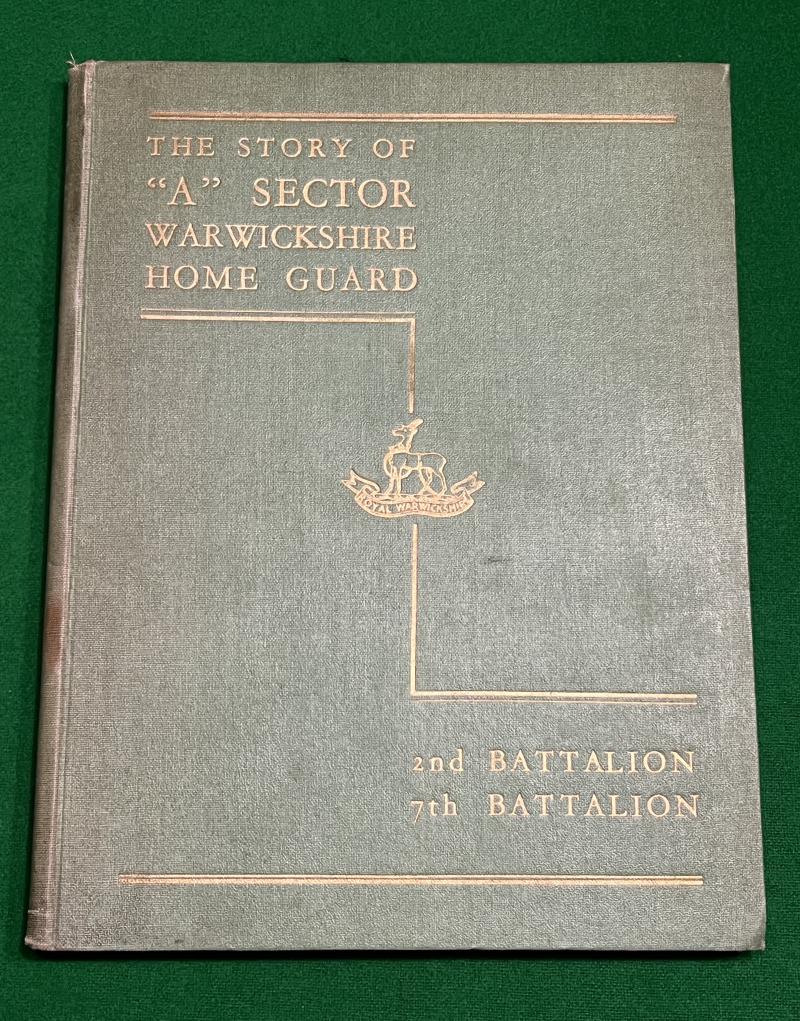 THE STORY OF
“A” SECTOR
WARWICKSHIRE
HOME GUARD
ROYAL WARWICKSHIRE
2nd BATTALION
7th BATTALION